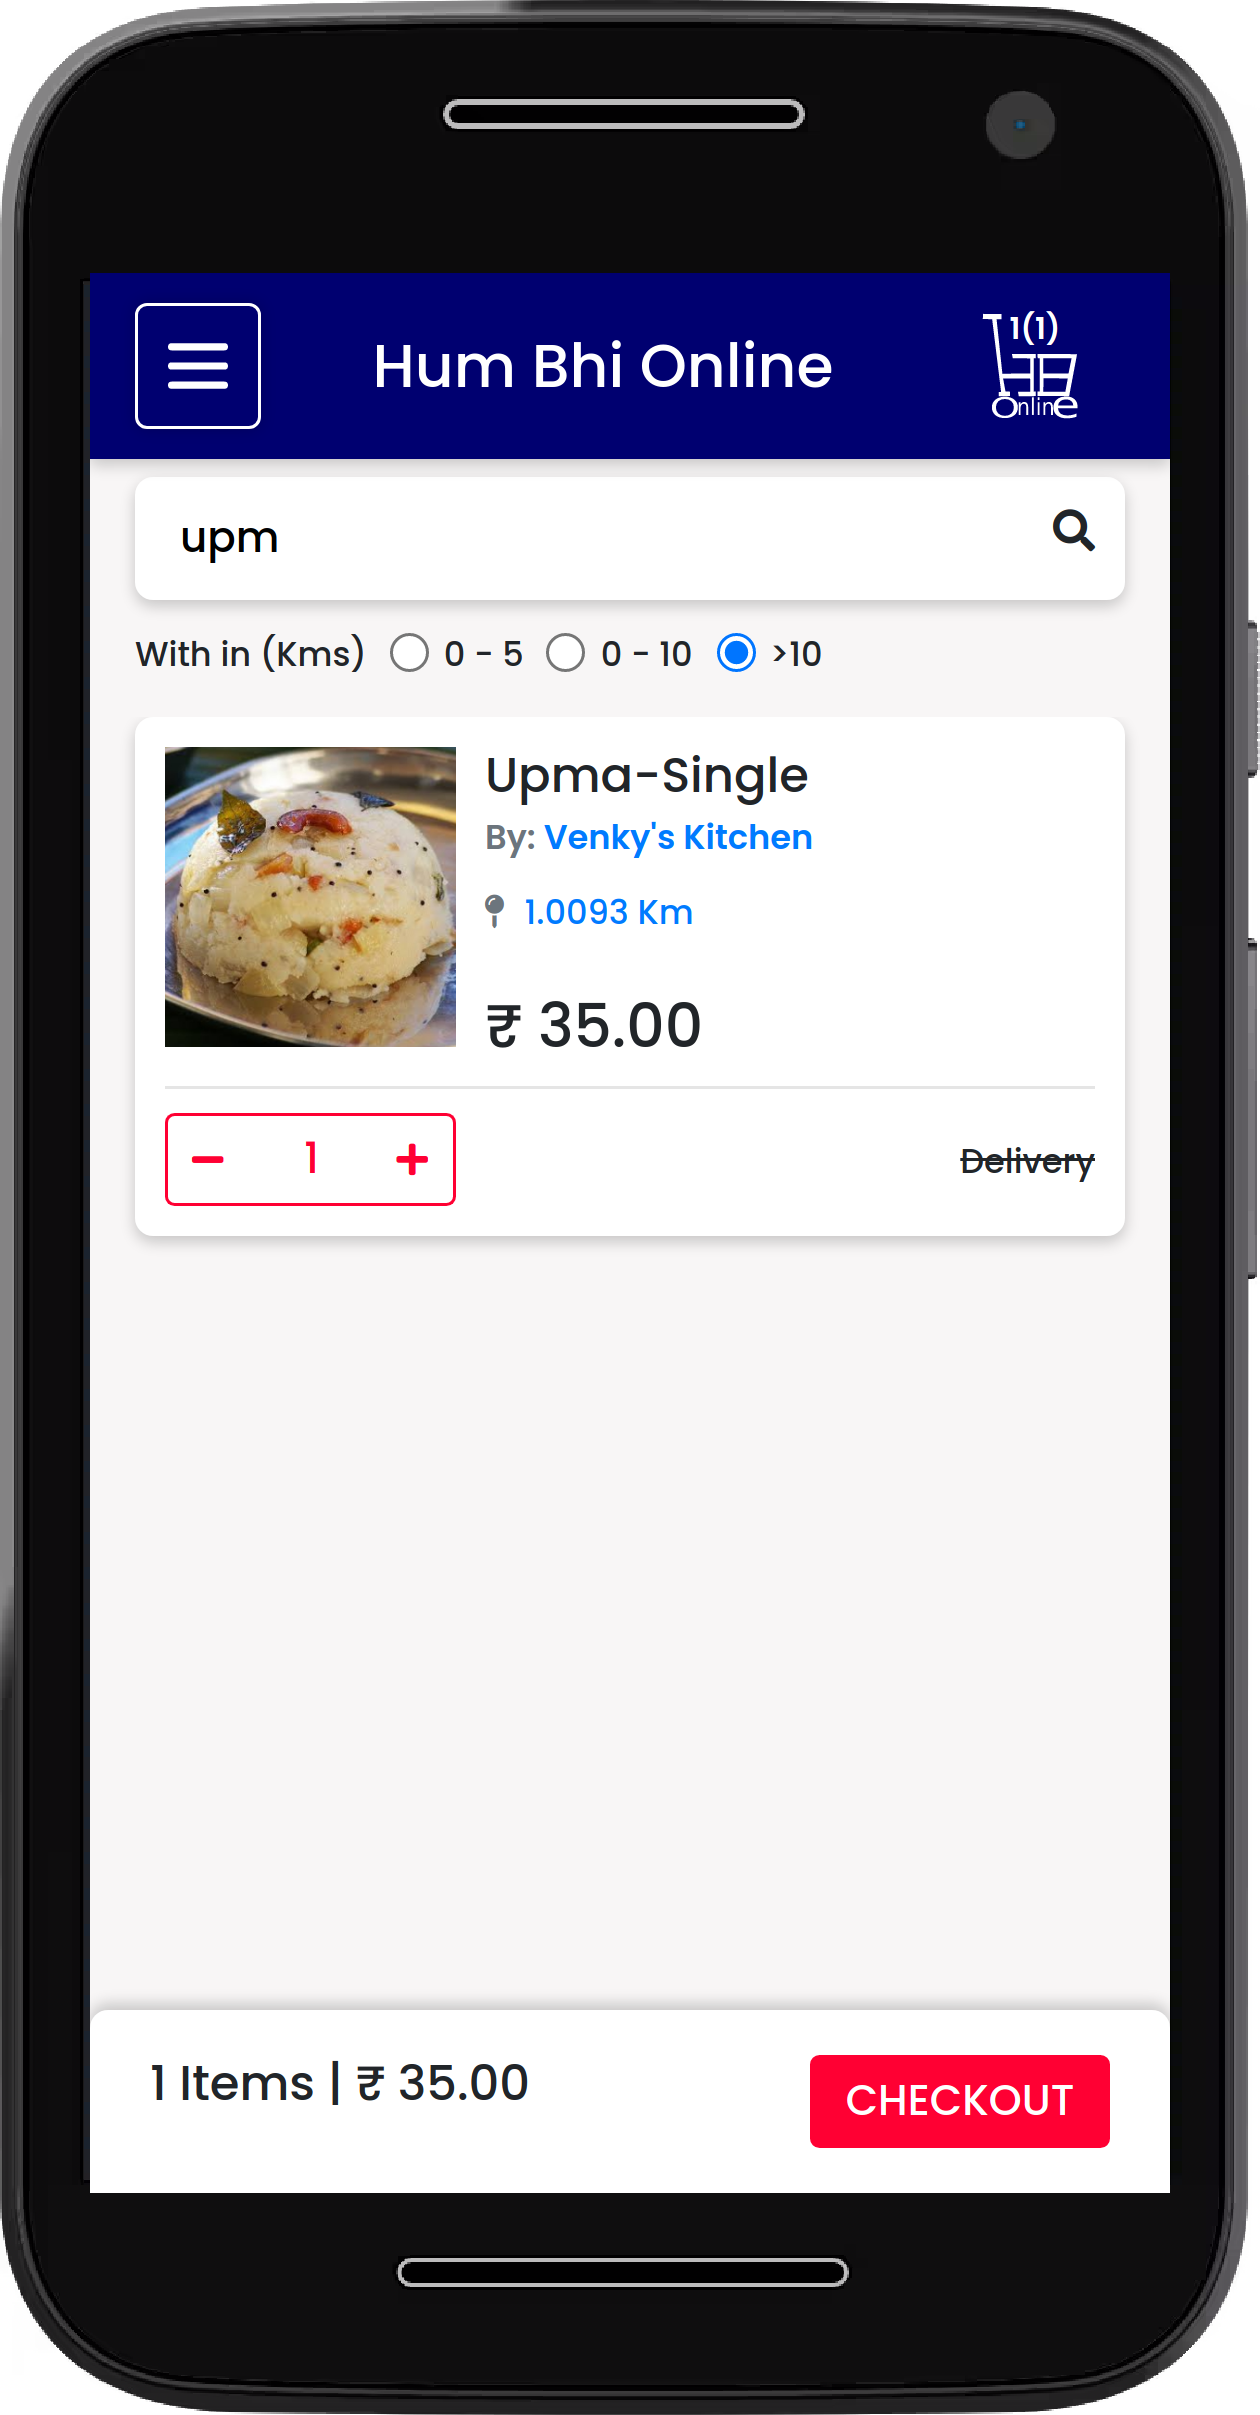 Hum Bhi Online
1(1)
Online
upm
With in (Kms) 0 - 5 0 - 10 >10
Upma-Single
By: Venky's Kitchen
1.0093 Km
₹ 35.00
1
Delivery
1 Items | ₹ 35.00
CHECKOUT